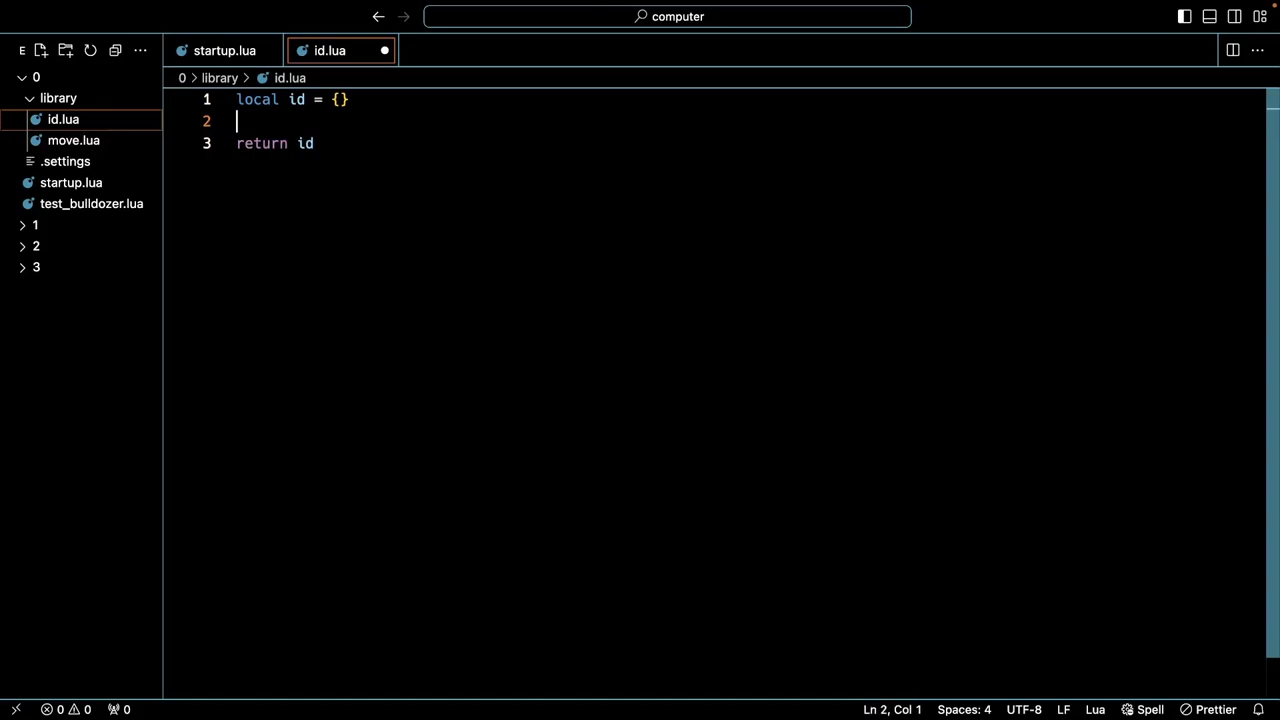 computer
E
startup.lua
id.lua
0
0 library id.lua
library
id.lua
move.lua
.settings
startup.lua
test_bulldozer.lua
1
2
3
1 local id = {}
2
3 return id
0 0 0
Ln 2, Col 1 Spaces: 4 UTF-8 LF Lua Spell Prettier